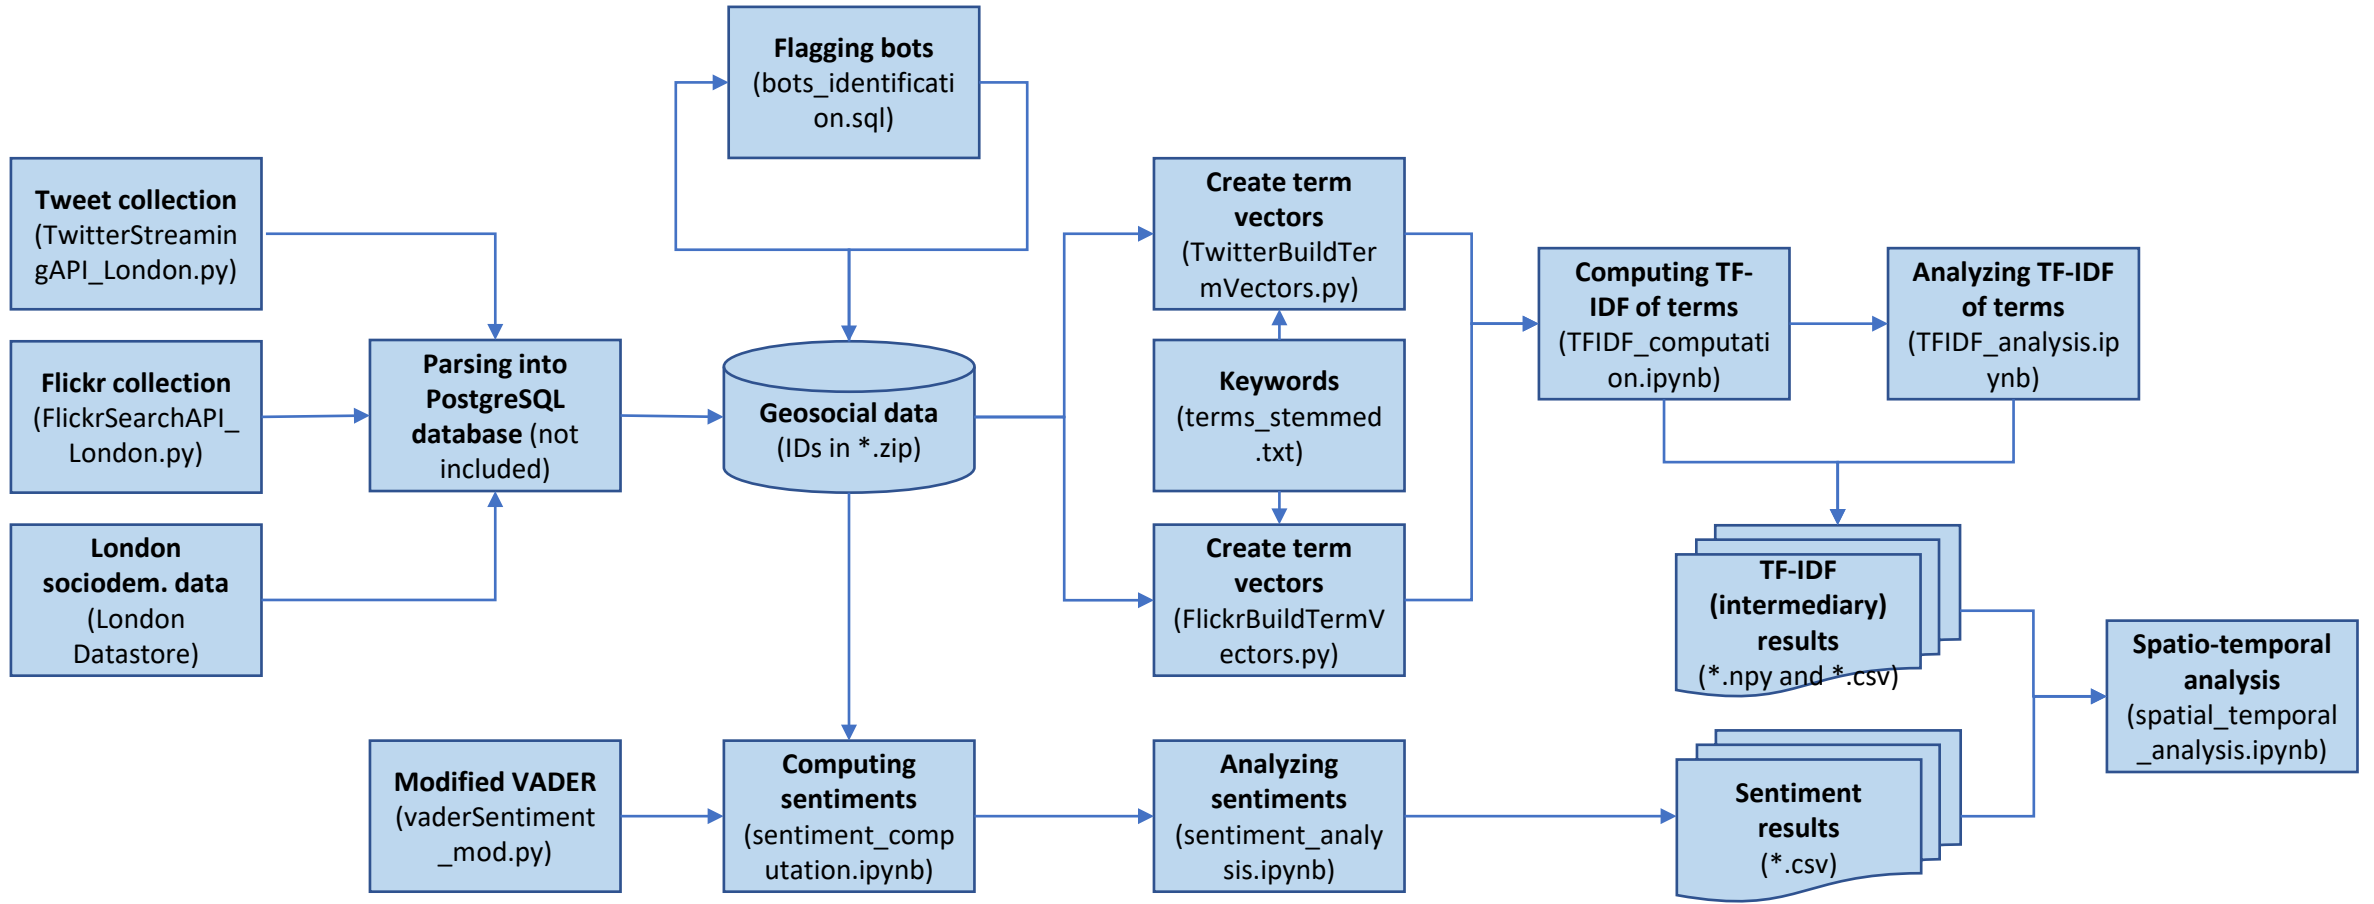 Flagging bots
(bots_identificati
on.sql)
Tweet collection
(TwitterStreamin
gAPI_London.py)
Flickr collection
(FlickrSearchAPI_
London.py)
London
sociodem. data
(London
Datastore)
Parsing into
PostgreSQL
database (not
included)
Geosocial data
(IDs in *.zip)
Create term
vectors
(TwitterBuildTer
mVectors.py)
Keywords
(terms_stemmed
.txt)
Create term
vectors
(FlickrBuildTermV
ectors.py)
Computing TF-
IDF of terms
(TFIDF_computati
on.ipynb)
Analyzing TF-IDF
of terms
(TFIDF_analysis.ip
ynb)
TF-IDF
(intermediary)
results
(*.npy and *.csv)
Modified VADER
(vaderSentiment
_mod.py)
Computing
sentiments
(sentiment_comp
utation.ipynb)
Analyzing
sentiments
(sentiment_analy
sis.ipynb)
Sentiment
results
(*.csv)
Spatio-temporal
analysis
(spatial_temporal
_analysis.ipynb)